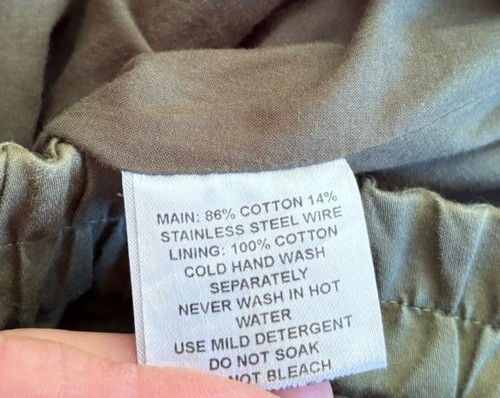 MAIN: 86% COTTON 14%
STAINLESS STEEL WIRE
LINING: 100% COTTON
COLD HAND WASH
SEPARATELY
NEVER WASH IN HOT
WATER
USE MILD DETERGENT
DO NOT SOAK
NOT BLEACH